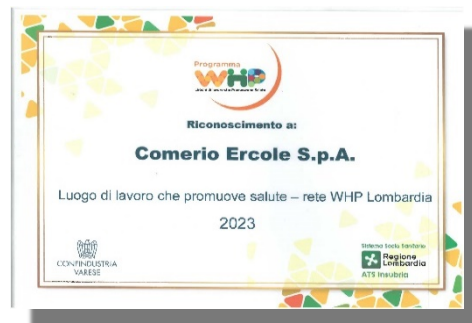 Programma
WHP
Riconoscimento a:
Comerio Ercole S.p.A.
Luogo di lavoro che promuove salute – rete WHP Lombardia
2023
CONFINDUSTRIA
VARESE
Sistema Socio Sanitario
Regione
Lombardia
ATS Insubria